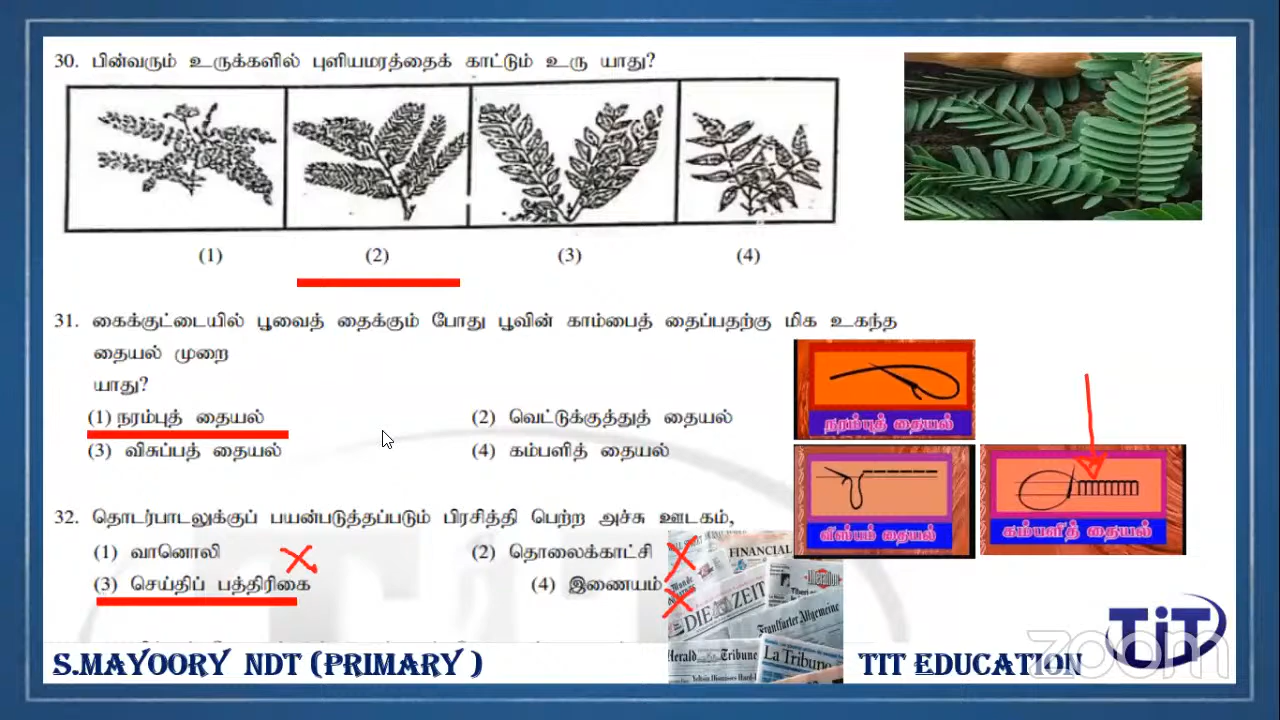 30. பின்வரும் உருக்களில் புளியமரத்தைக் காட்டும் உரு யாது?
(1) (2) (3) (4)
31. கைக்குட்டையில் பூவைத் தைக்கும் போது பூவின் காம்பைத் தைப்பதற்கு மிக உகந்த
தையல் முறை
யாது?
(1) நரம்புத் தையல் (2) வெட்டுக்குத்துத் தையல்
(3) விசுப்பத் தையல் (4) கம்பளித் தையல்
நரம்புத் தையல்
விஸ்பம் தையல் கம்பளித் தையல்
32. தொடர்பாடலுக்குப் பயன்படுத்தப்படும் பிரசித்தி பெற்ற அச்சு ஊடகம்,
(1) வானொலி (2) தொலைக்காட்சி
(3) செய்திப் பத்திரிகை (4) இணையம்
FINANCIAL
DIE ZEIT
Frankfurter Allgemeine
Herald Tribune
La Tribune
S.MAYOORY NDT (PRIMARY ) TIT EDUCATION
TiT
zoom